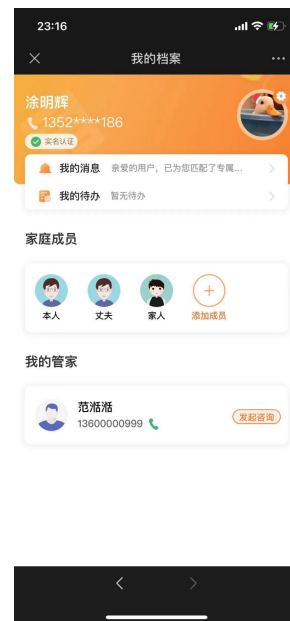 23:16
我的档案
涂明辉
1352****186
实名认证
我的消息 亲爱的用户，已为您匹配了专属...
我的待办 暂无待办
家庭成员
本人 丈夫 家人 添加成员
我的管家
范湉湉
13600000999
发起咨询